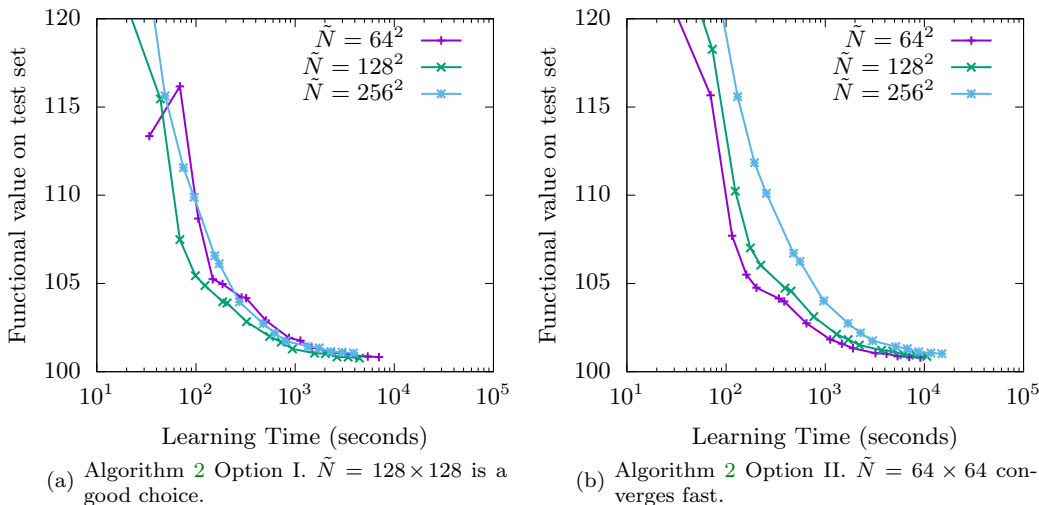 120
115
110
105
100
Functional value on test set
10^1 10^2 10^3 10^4 10^5
Learning Time (seconds)
Ñ = 64^2
Ñ = 128^2
Ñ = 256^2
(a) Algorithm 2 Option I. Ñ = 128×128 is a
good choice.
120
115
110
105
100
Functional value on test set
10^1 10^2 10^3 10^4 10^5
Learning Time (seconds)
Ñ = 64^2
Ñ = 128^2
Ñ = 256^2
(b) Algorithm 2 Option II. Ñ = 64 × 64 con-
verges fast.